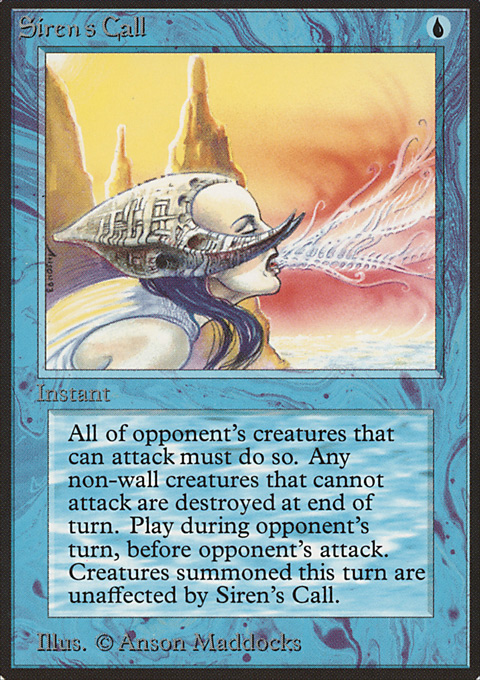 Siren's Call
Instant
All of opponent's creatures that
can attack must do so. Any
non-wall creatures that cannot
attack are destroyed at end of
turn. Play during opponent's
turn, before opponent's attack.
Creatures summoned this turn are
unaffected by Siren's Call.
Illus. © Anson Maddocks